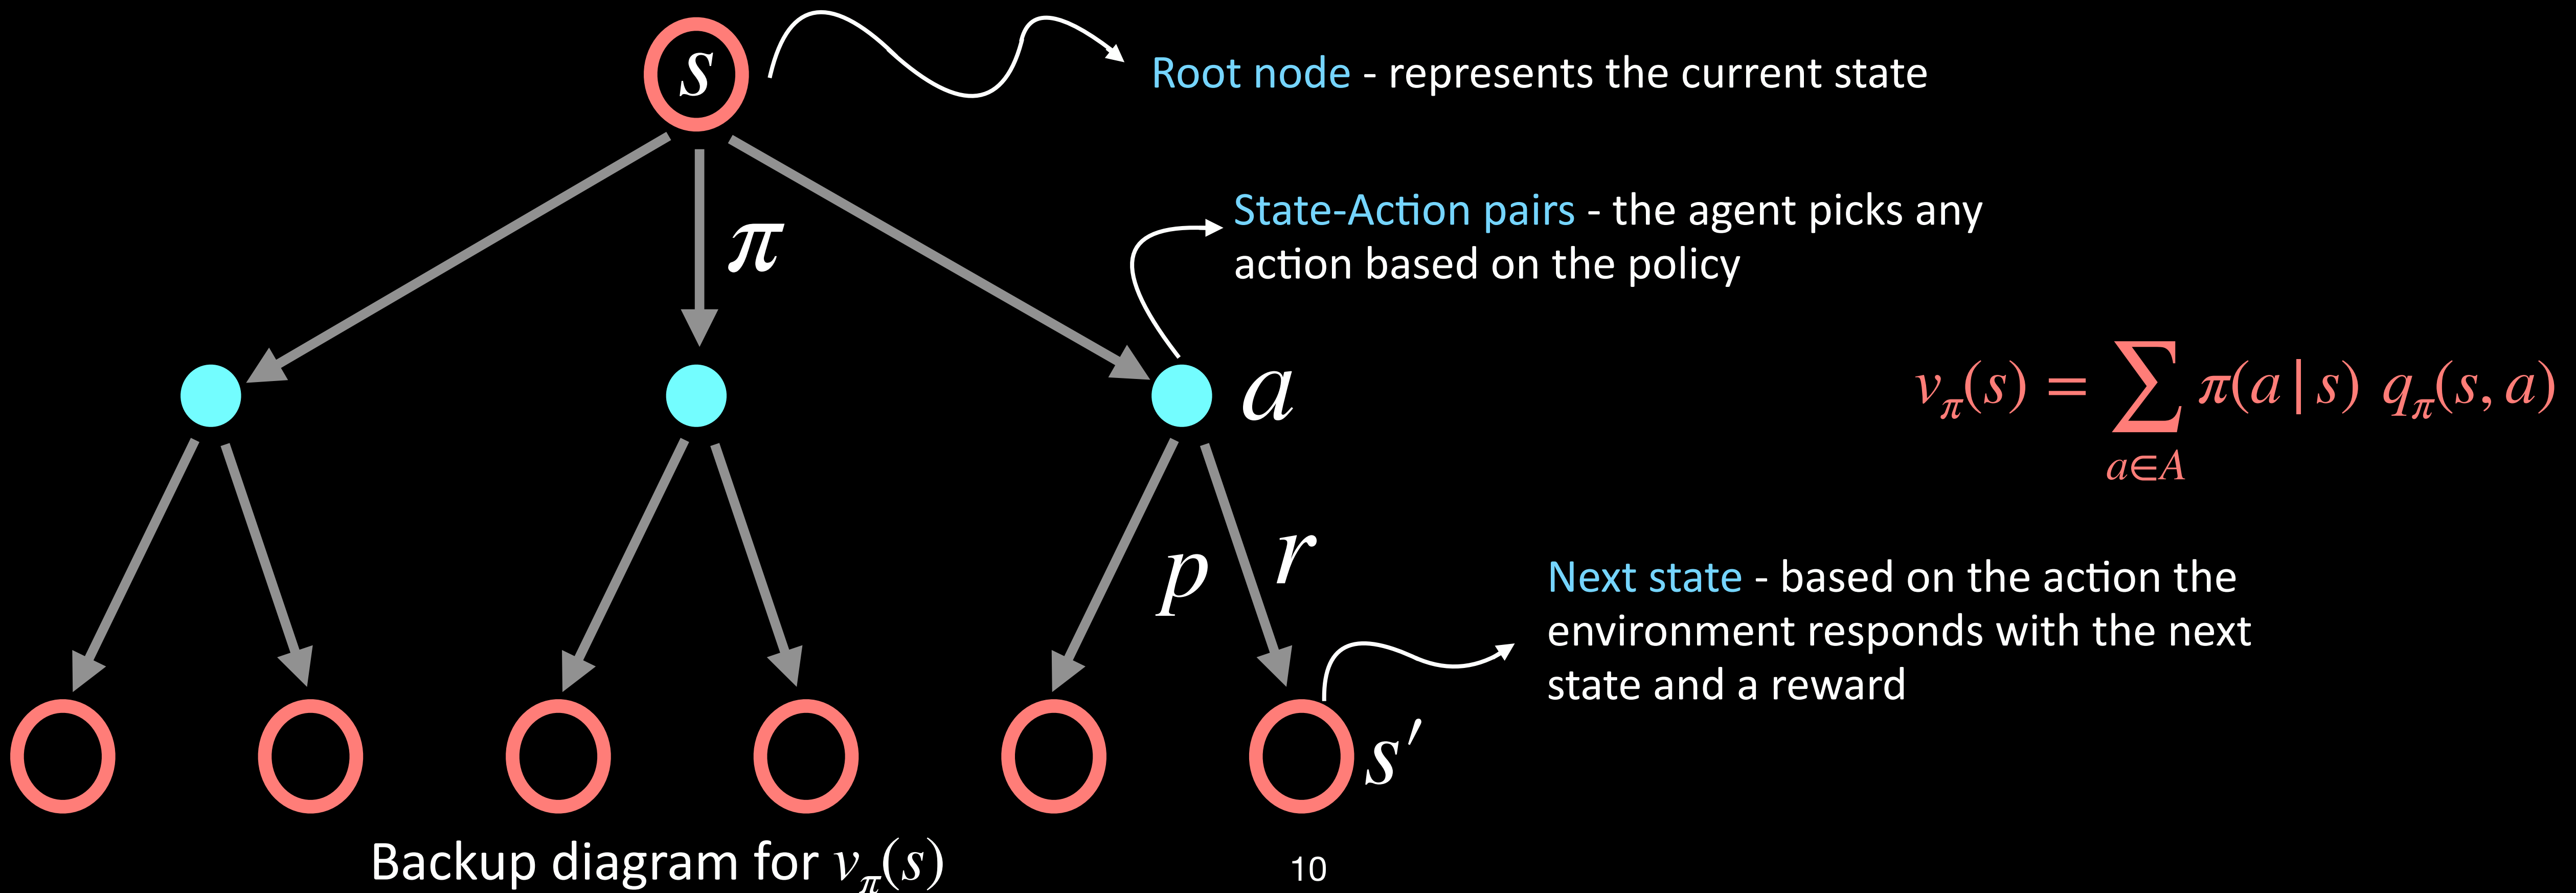 s
Root node - represents the current state
State-Action pairs - the agent picks any
action based on the policy
π
a
v_π(s) = ∑_{a∈A} π(a | s) q_π(s, a)
p
r
Next state - based on the action the
environment responds with the next
state and a reward
s′
Backup diagram for v_π(s)
10